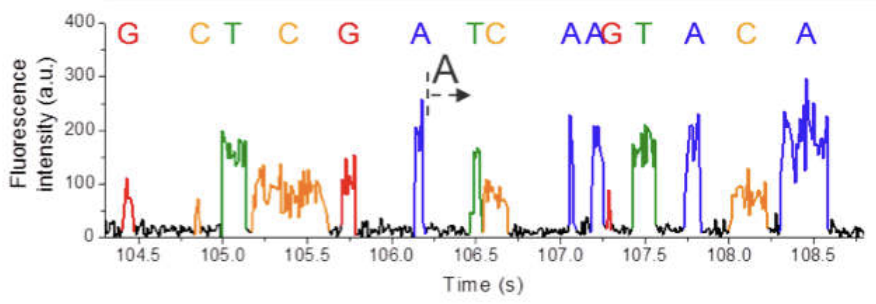 400 G C T C G A T C A A G T A C A
A
300
200
100
0
Fluorescence
intensity (a.u.)
104.5 105.0 105.5 106.0 106.5 107.0 107.5 108.0 108.5
Time (s)